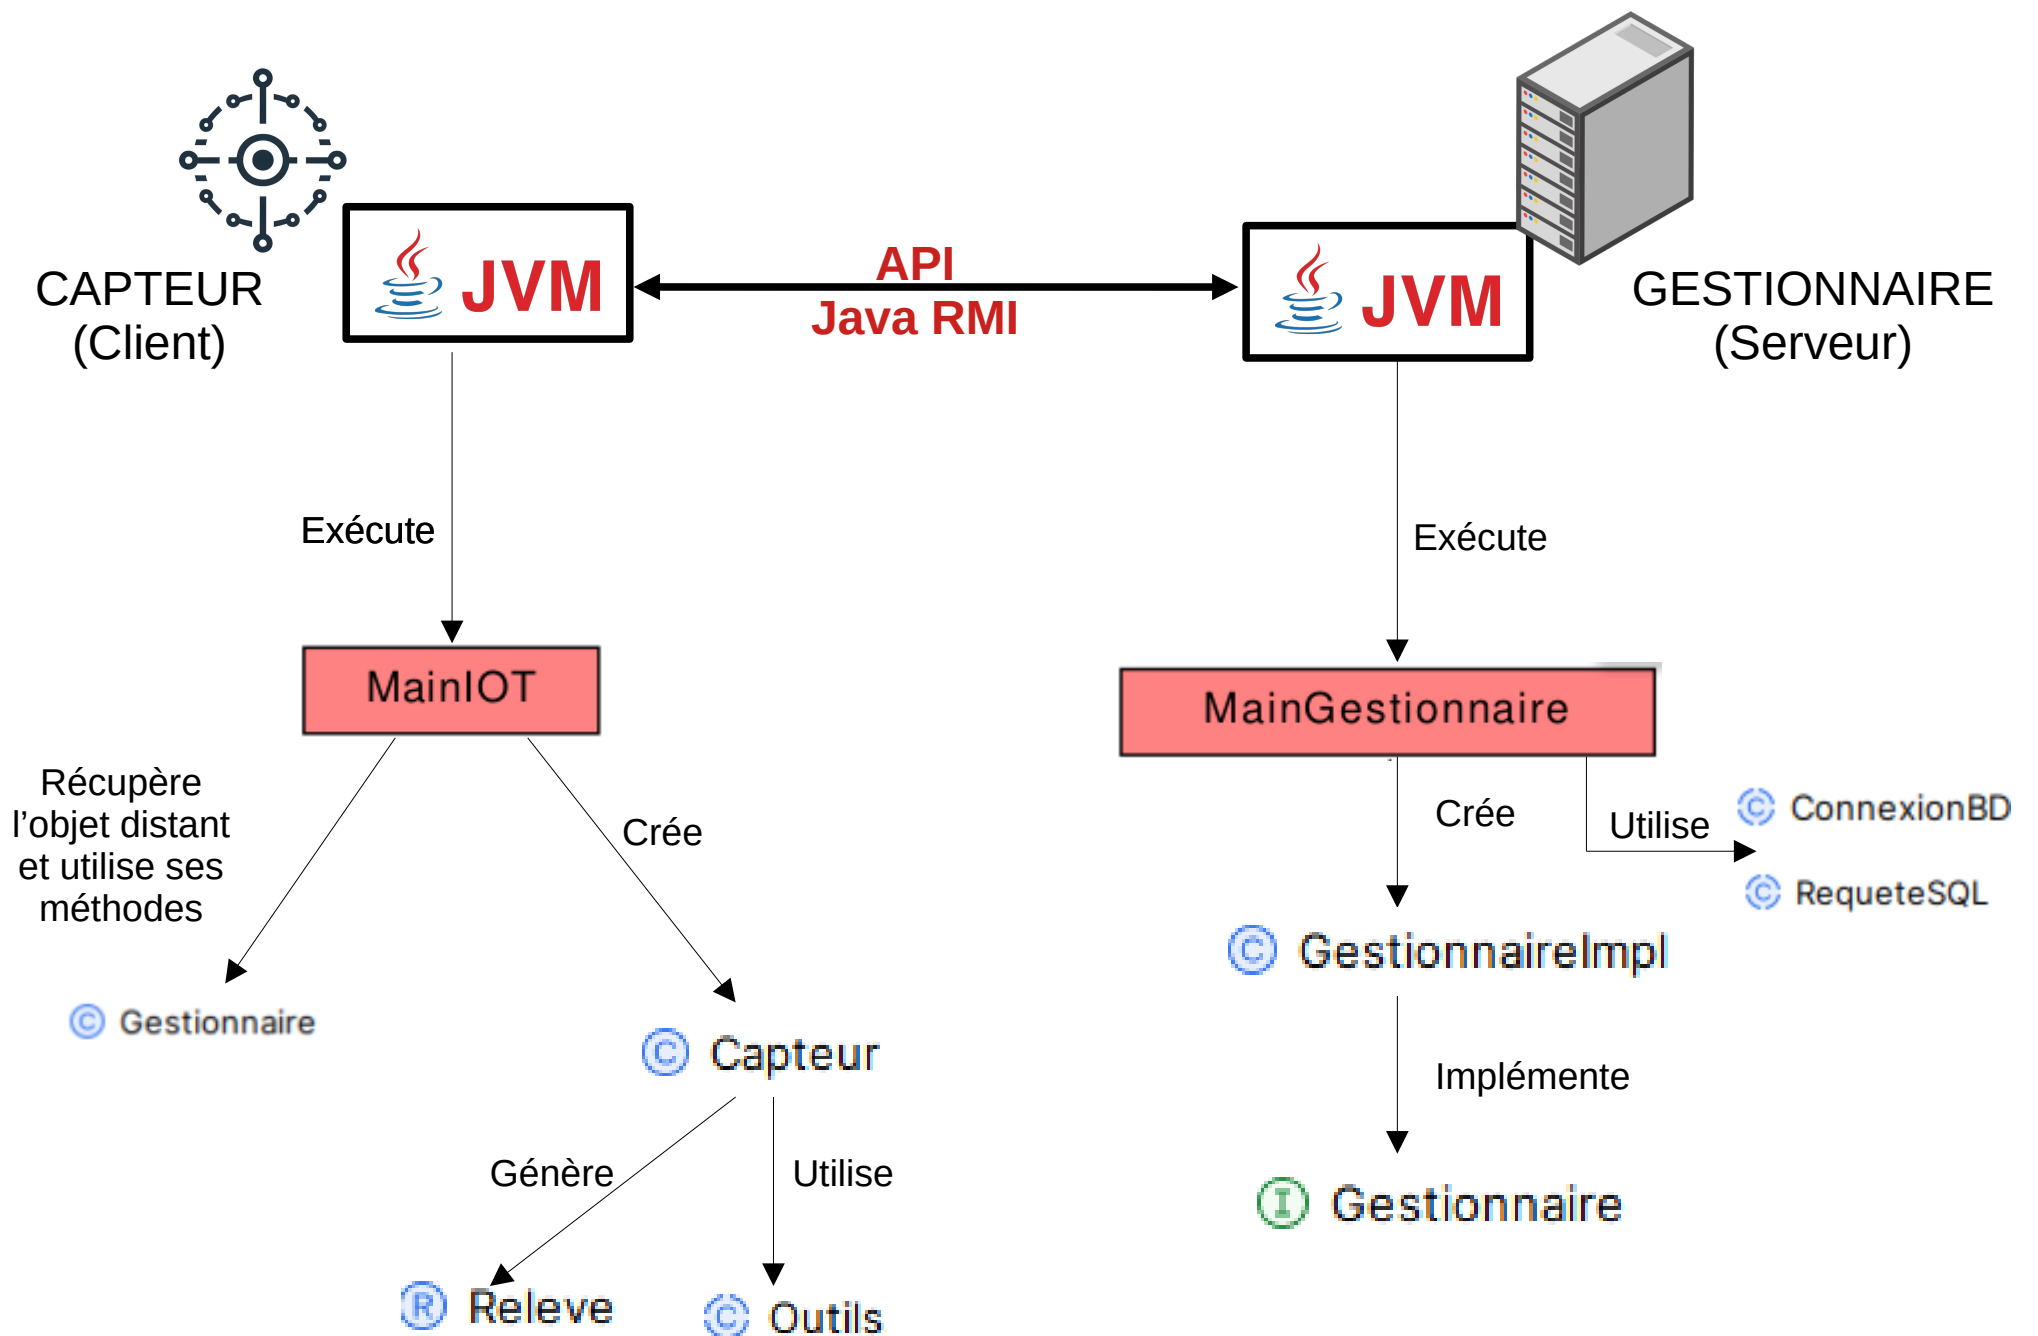 CAPTEUR
(Client)
JVM
API
Java RMI
JVM
GESTIONNAIRE
(Serveur)
Exécute
Exécute
MainIOT
MainGestionnaire
Récupère
l’objet distant
et utilise ses
méthodes
Crée
Crée
Utilise
C ConnexionBD
C RequeteSQL
C GestionnaireImpl
C Gestionnaire
C Capteur
Implémente
Génère
Utilise
I Gestionnaire
R Releve
C Outils